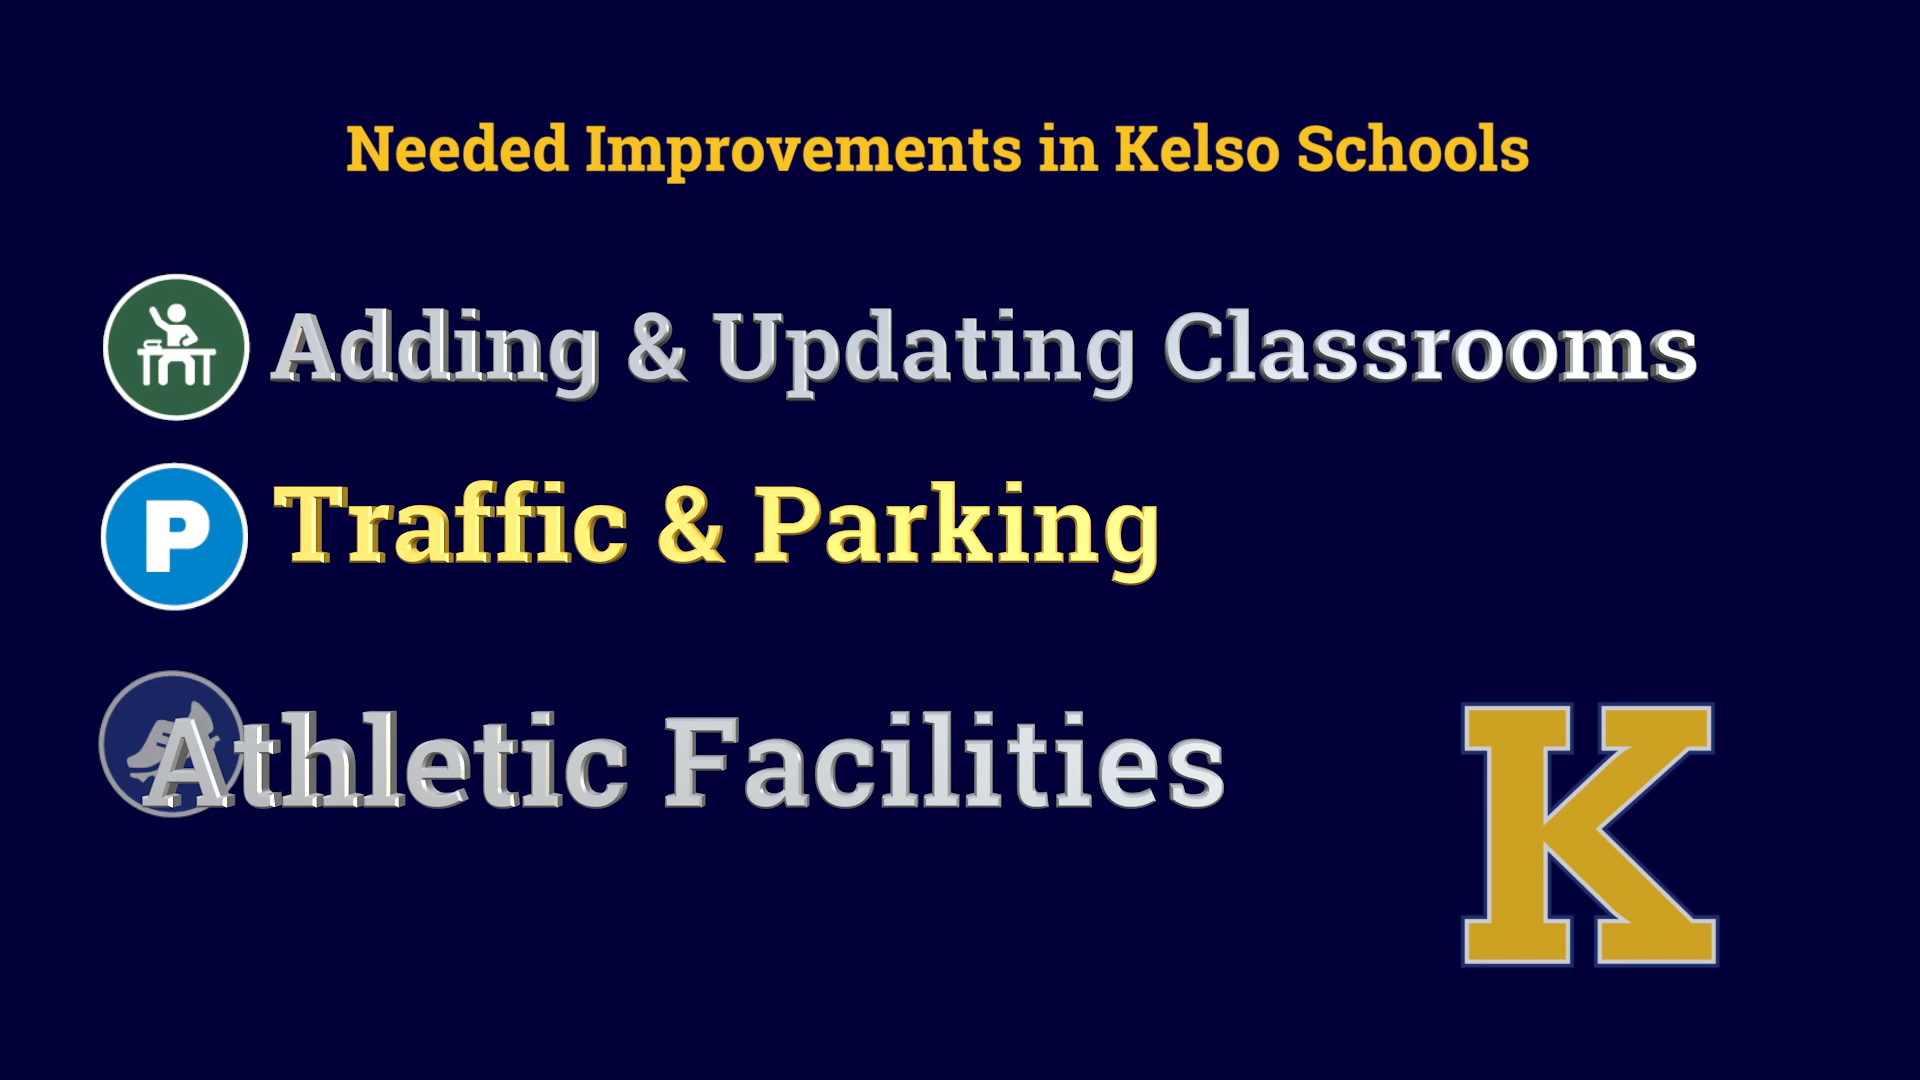 Needed Improvements in Kelso Schools
Adding & Updating Classrooms
P
Traffic & Parking
Athletic Facilities
K